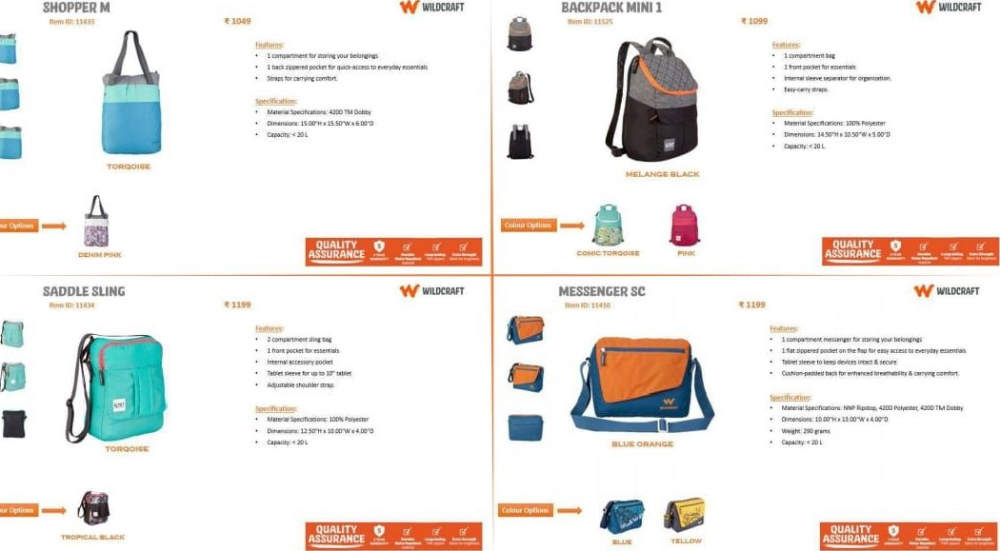 SHOPPER M
WILDCRAFT
Item ID: 11433
₹ 1049
Features:
• 1 compartment for storing your belongings
• 1 back zippered pocket for quick-access to everyday essentials
• Straps for carrying comfort.
Specification:
• Material Specifications: 420D TM Dobby
• Dimensions: 15.00"H x 15.50"W x 6.00"D
• Capacity: < 20 L
TORQOISE
ur Options
DENIM PINK
QUALITY
ASSURANCE
BACKPACK MINI 1
WILDCRAFT
Item ID: 11525
₹ 1099
Features:
• 1 compartment bag
• 1 front pocket for essentials
• Internal sleeve separator for organization.
• Easy-carry straps.
Specification:
• Material Specifications: 100% Polyester
• Dimensions: 14.50"H x 10.50"W x 5.00"D
• Capacity: < 20 L
MELANGE BLACK
Colour Options
COMIC TORQOISE
PINK
QUALITY
ASSURANCE
SADDLE SLING
WILDCRAFT
Item ID: 11434
₹ 1199
Features:
• 2 compartment sling bag
• 1 front pocket for essentials
• Internal accessory pocket
• Tablet sleeve for up to 10" tablet
• Adjustable shoulder strap.
Specification:
• Material Specifications: 100% Polyester
• Dimensions: 12.50"H x 10.00"W x 4.00"D
• Capacity: < 20 L
TORQOISE
ur Options
TROPICAL BLACK
QUALITY
ASSURANCE
MESSENGER SC
WILDCRAFT
Item ID: 11410
₹ 1199
Features:
• 1 compartment messenger for storing your belongings
• 1 flat zippered pocket on the flap for easy access to everyday essentials
• Tablet sleeve to keep devices intact & secure
• Cushion-padded back for enhanced breathability & carrying comfort.
Specification:
• Material Specifications: NNP Ripstop, 420D Polyester, 420D TM Dobby
• Dimensions: 10.00"H x 13.00"W x 4.00"D
• Weight: 290 grams
• Capacity: < 20 L
WILDCRAFT
BLUE ORANGE
Colour Options
BLUE
YELLOW
QUALITY
ASSURANCE